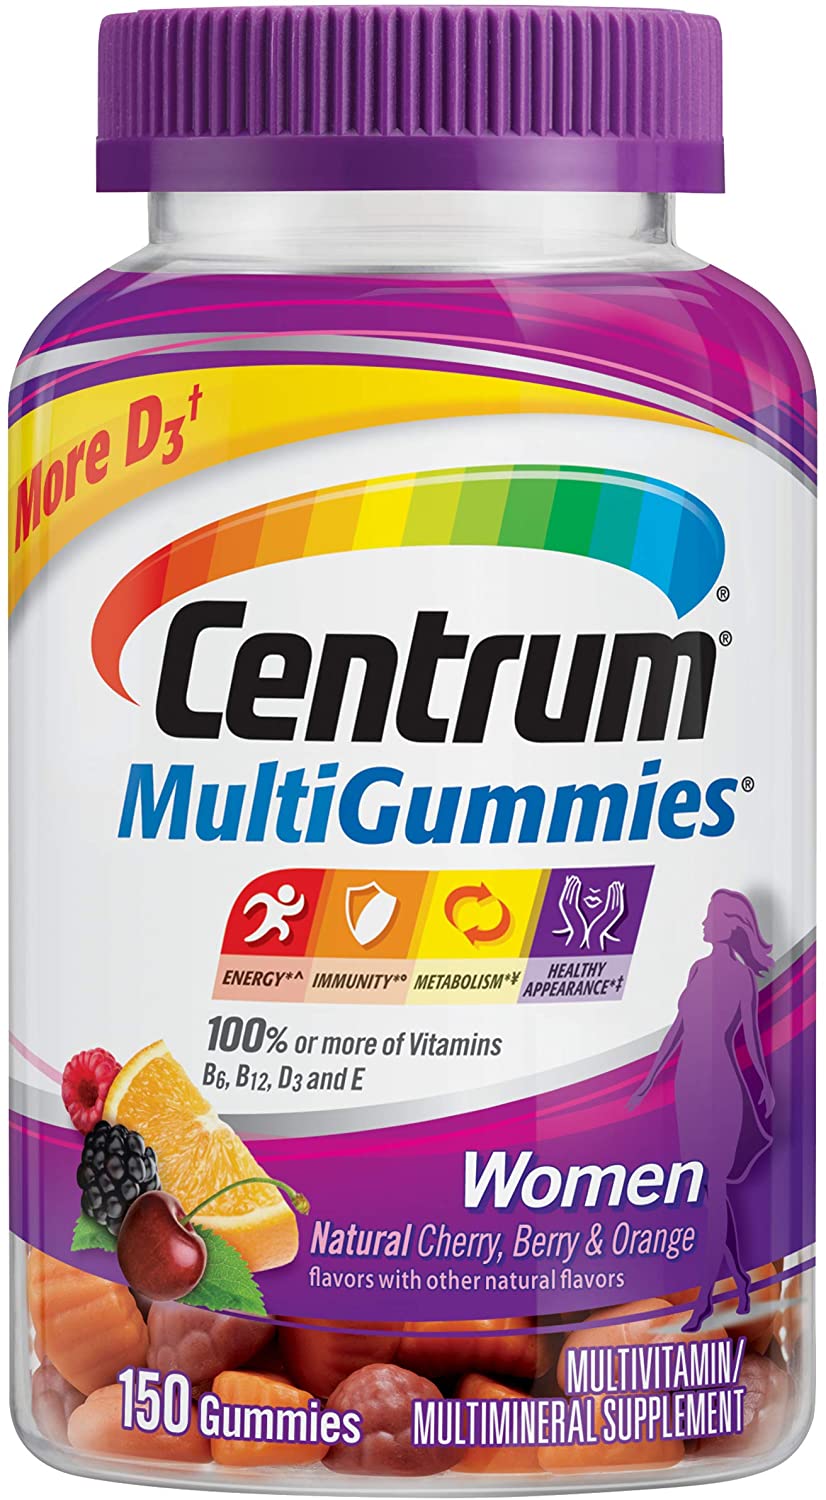 More D3†
Centrum®
®
MultiGummies®
ENERGY*^ IMMUNITY*° METABOLISM*¥ HEALTHY
APPEARANCE*‡
100% or more of Vitamins
B6, B12, D3 and E
Women
Natural Cherry, Berry & Orange
flavors with other natural flavors
150 Gummies
MULTIVITAMIN/
MULTIMINERAL SUPPLEMENT